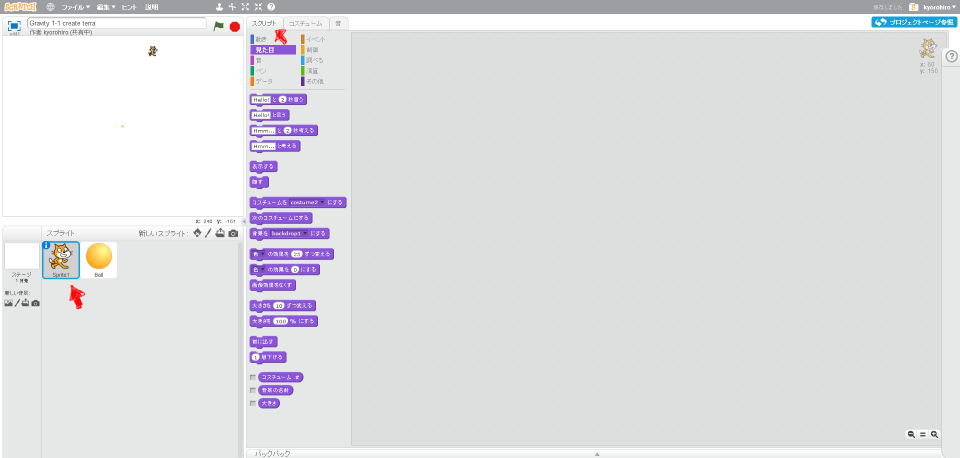 SCRATCH ファイル▼ 編集▼ ヒント 説明
保存しました kyorohiro▼
Gravity 1-1 create terra
作者 kyorohiro (共有中)
プロジェクトページ参照
スクリプト コスチューム 音
動き イベント
見た目 制御
音 調べる
ペン 演算
データ その他
Hello! と 2 秒言う
Hello! と言う
Hmm... と 2 秒考える
Hmm... と考える
表示する
隠す
コスチュームを costume2 にする
次のコスチュームにする
背景を backdrop1 にする
色 の効果を 25 ずつ変える
色 の効果を 0 にする
画像効果をなくす
大きさを 10 ずつ変える
大きさを 100 % にする
前に出す
1 層下げる
コスチューム #
背景の名前
大きさ
x: 60
y: 150
x: 240 y: -151
スプライト 新しいスプライト:
ステージ
1 背景
新しい背景:
Sprite1
Ball
バックパック